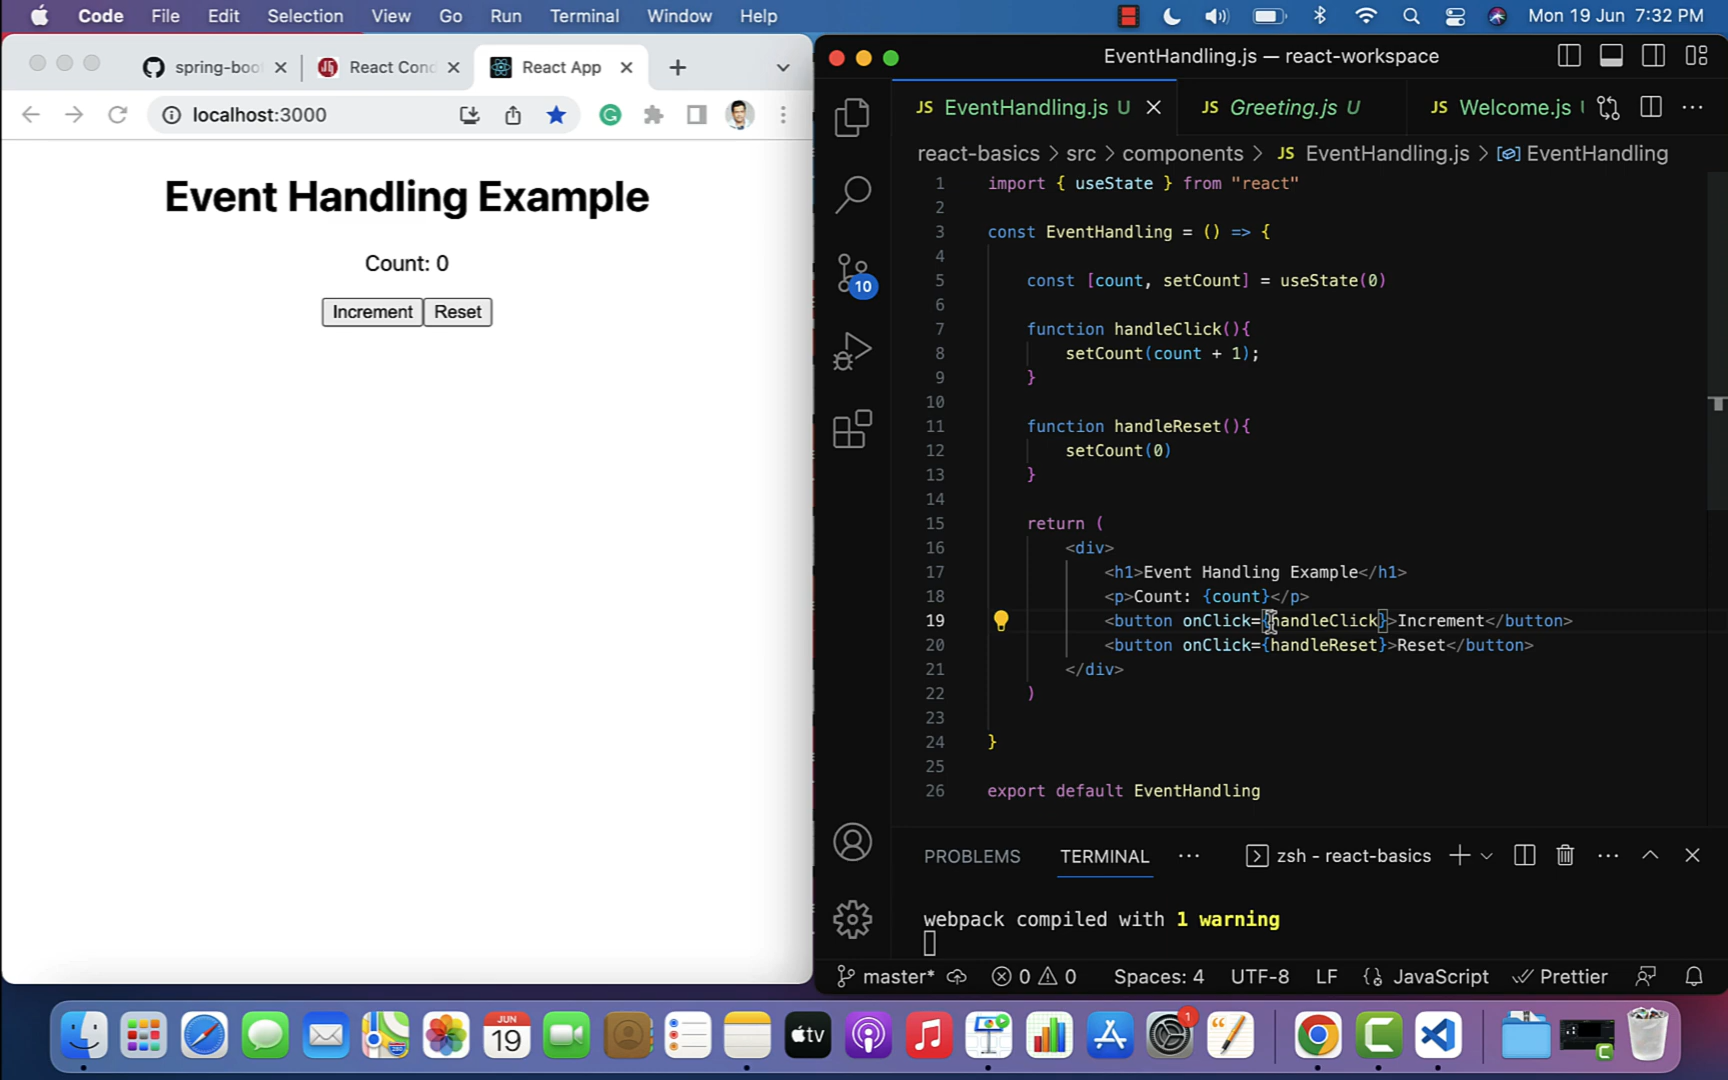 Code File Edit Selection View Go Run Terminal Window Help Mon 19 Jun 7:32 PM
spring-boo React Con React App
localhost:3000
Event Handling Example
Count: 0
Increment Reset
EventHandling.js — react-workspace
JS EventHandling.js U JS Greeting.js U JS Welcome.js U
react-basics > src > components > JS EventHandling.js > EventHandling
1 import { useState } from "react"
2
3 const EventHandling = () => {
4
5 const [count, setCount] = useState(0)
6
7 function handleClick(){
8 setCount(count + 1);
9 }
10
11 function handleReset(){
12 setCount(0)
13 }
14
15 return (
16 <div>
17 <h1>Event Handling Example</h1>
18 <p>Count: {count}</p>
19 <button onClick={handleClick}>Increment</button>
20 <button onClick={handleReset}>Reset</button>
21 </div>
22 )
23
24 }
25
26 export default EventHandling
10
PROBLEMS TERMINAL ··· zsh - react-basics
webpack compiled with 1 warning
master* 0 0 Spaces: 4 UTF-8 LF JavaScript Prettier
JUN
19
tv
1